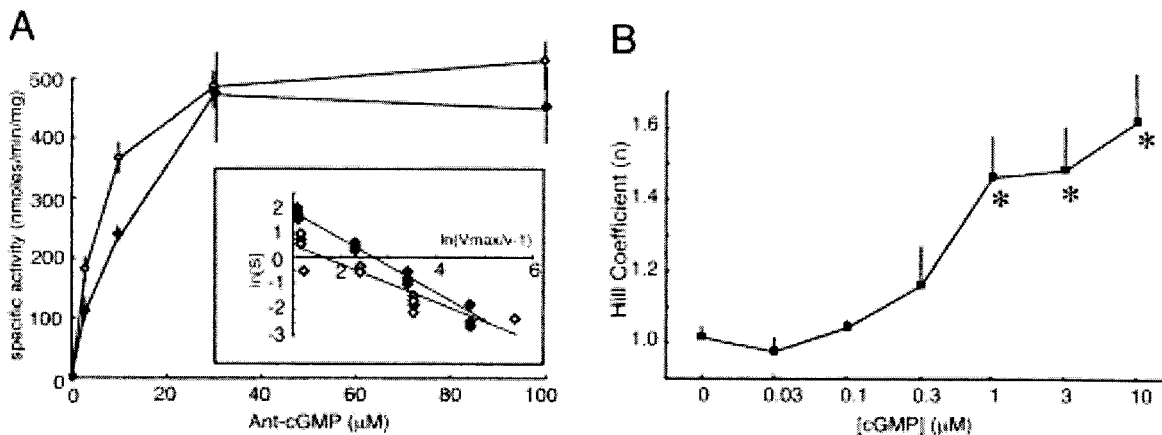 A
specific activity (nmoles/min/mg)
500
400
300
200
100
0
0 20 40 60 80 100
Ant-cGMP (µM)
ln[S]
2
1
0
-1
-2
-3
ln(Vmax/v-1)
2 4 6
B
Hill Coefficient (n)
1.6
1.4
1.2
1.0
* * *
0 0.03 0.1 0.3 1 3 10
[cGMP] (µM)